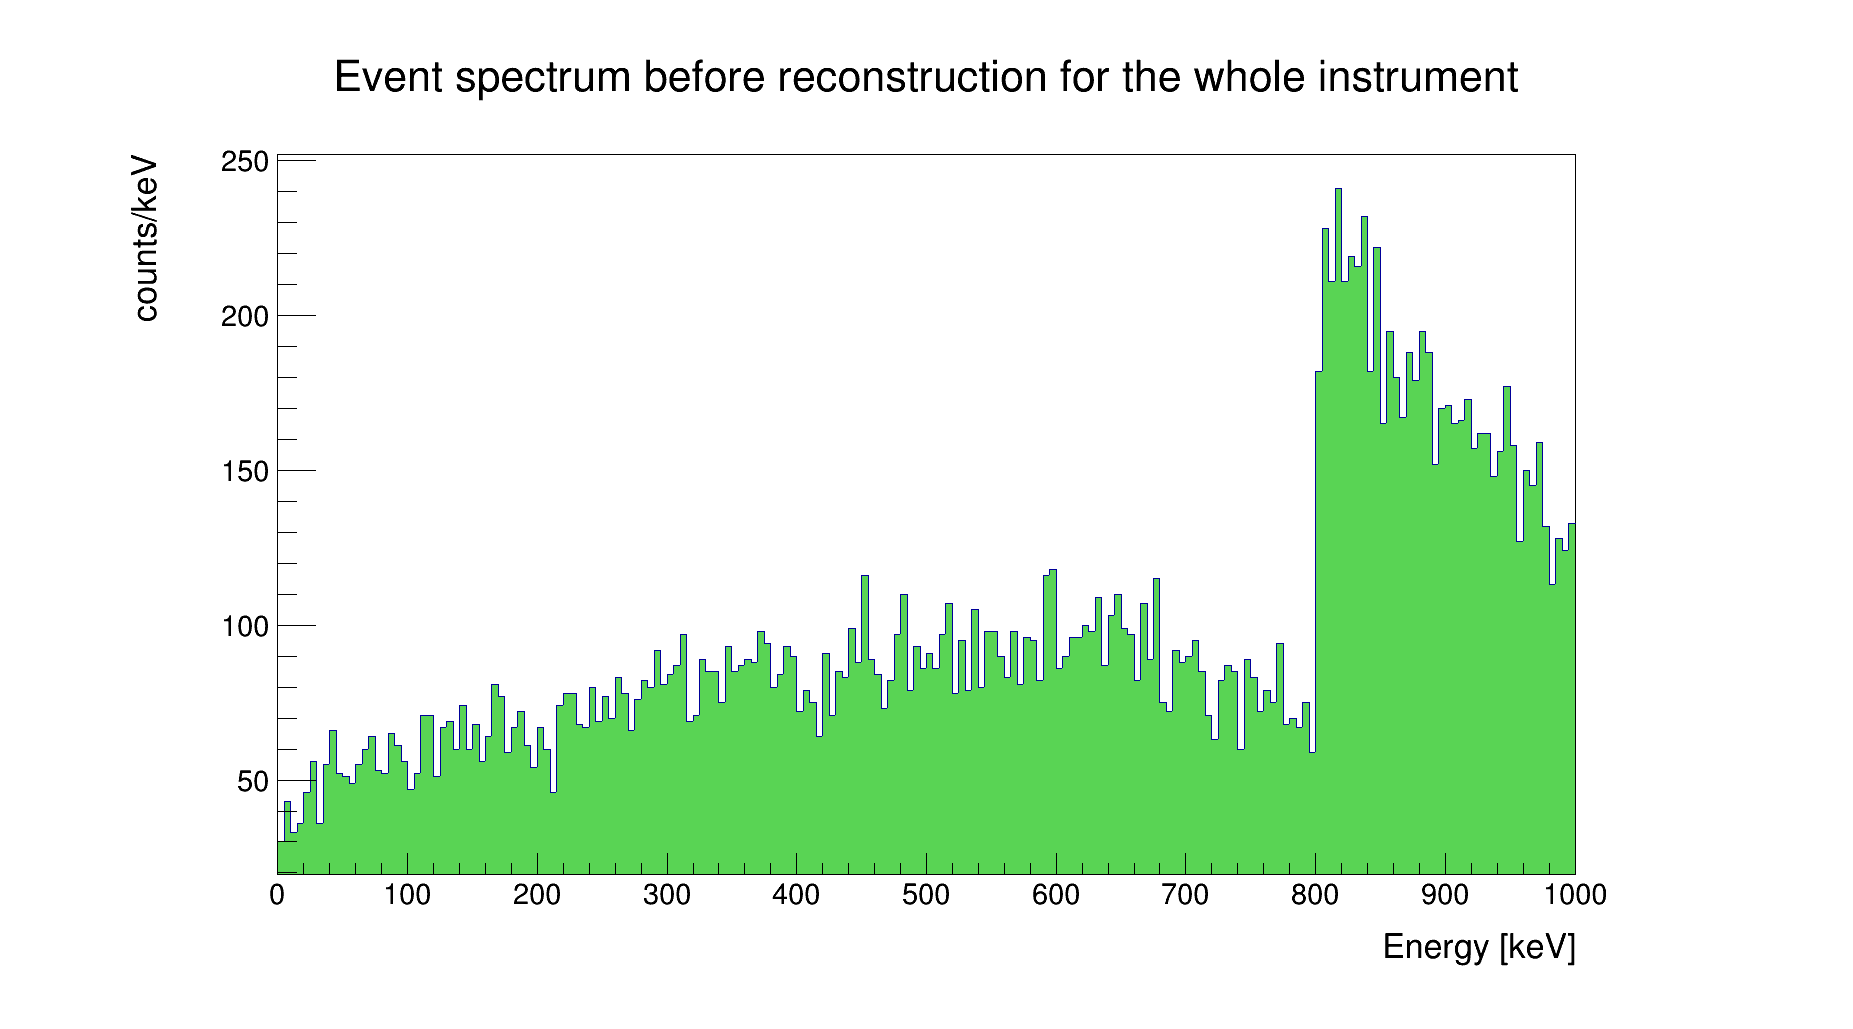 Event spectrum before reconstruction for the whole instrument
counts/keV
250
200
150
100
50
0 100 200 300 400 500 600 700 800 900 1000
Energy [keV]